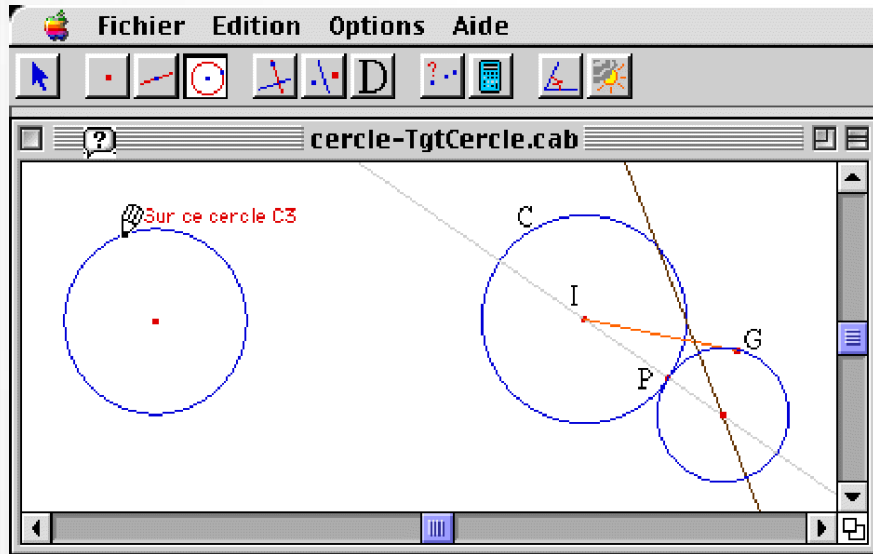 Fichier Edition Options Aide
D ?
?
cercle-TgtCercle.cab
Sur ce cercle C3
C
I
G
P